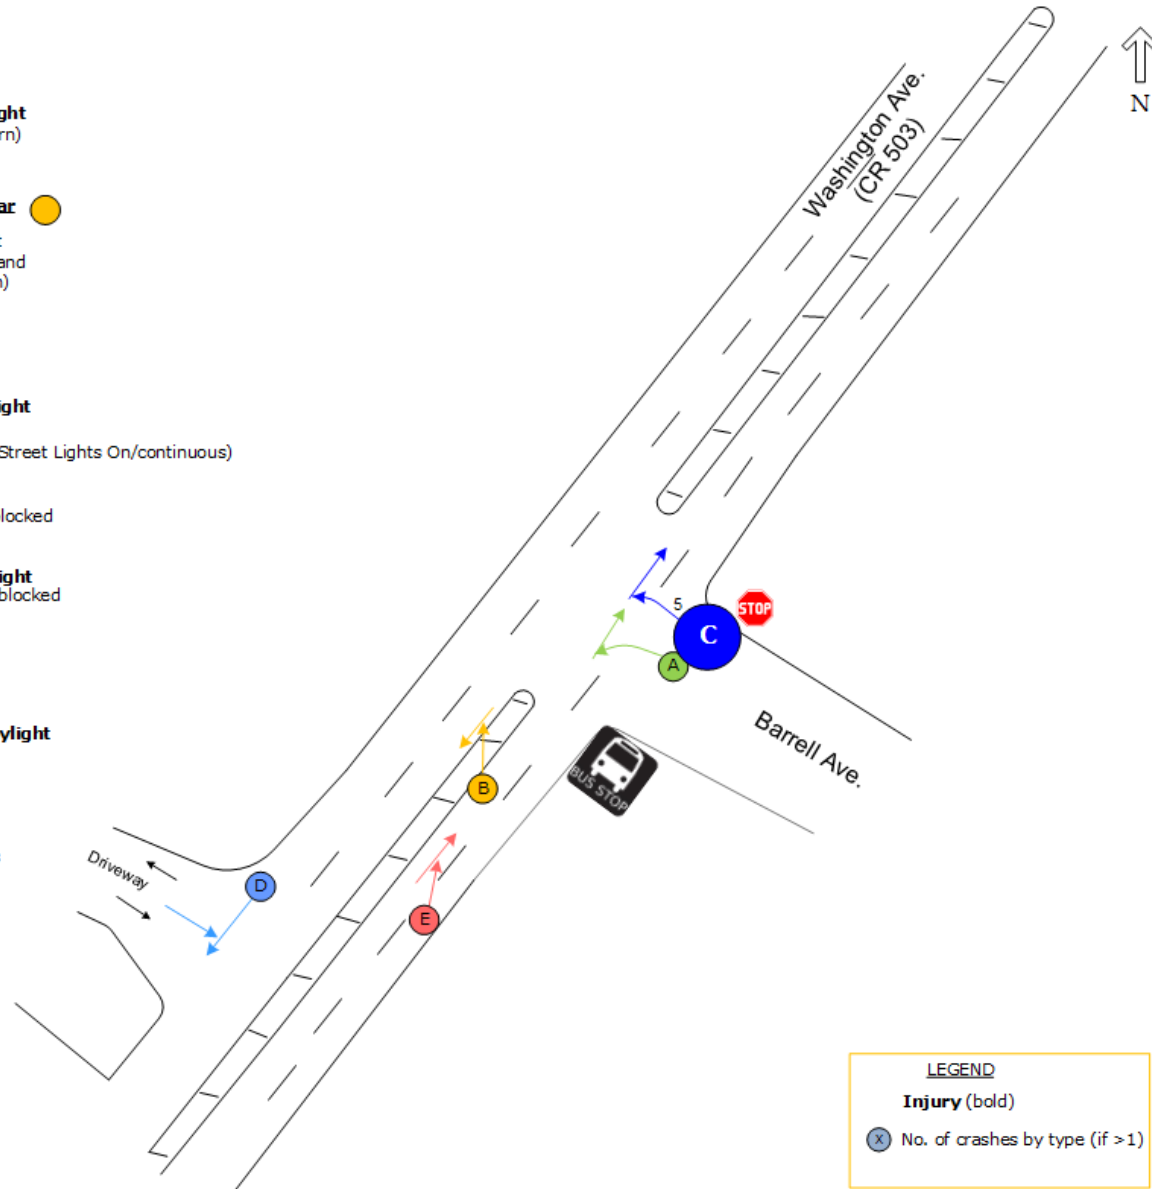 ght
rn)
ar
and
n)
ight
Street Lights On/continuous)
locked
ight
blocked
ylight
Washington Ave.
(CR 503)
N
5
STOP
C
A
Barrell Ave.
BUS STOP
B
Driveway
D
E
LEGEND
Injury (bold)
X No. of crashes by type (if >1)